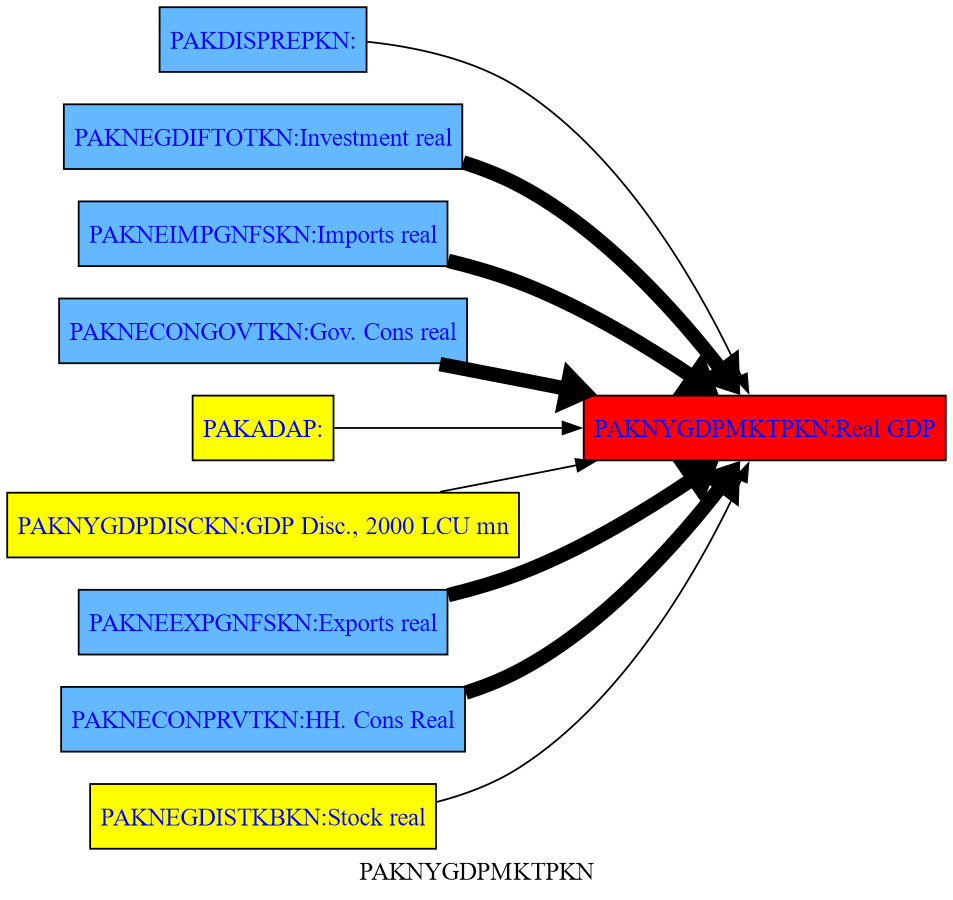 PAKDISPREPKN:
PAKNEGDIFTOTKN:Investment real
PAKNEIMPGNFSKN:Imports real
PAKNECONGOVTKN:Gov. Cons real
PAKADAP:
PAKNYGDPMKTPKN:Real GDP
PAKNYGDPDISCKN:GDP Disc., 2000 LCU mn
PAKNEEXPGNFSKN:Exports real
PAKNECONPRVTKN:HH. Cons Real
PAKNEGDISTKBKN:Stock real
PAKNYGDPMKTPKN